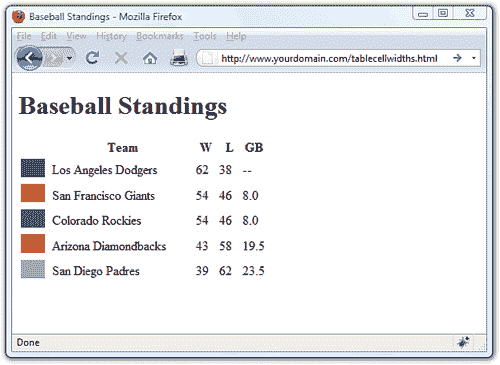 Baseball Standings - Mozilla Firefox
File Edit View History Bookmarks Tools Help
http://www.yourdomain.com/tablecellwidths.html
Baseball Standings
Team W L GB
Los Angeles Dodgers 62 38 --
San Francisco Giants 54 46 8.0
Colorado Rockies 54 46 8.0
Arizona Diamondbacks 43 58 19.5
San Diego Padres 39 62 23.5
Done